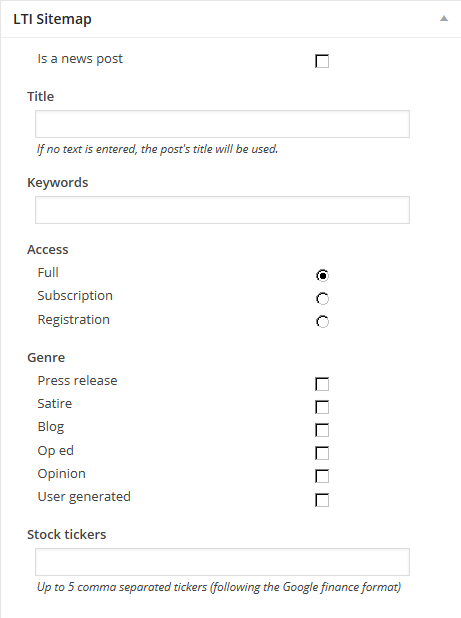 LTI Sitemap
Is a news post
Title
If no text is entered, the post's title will be used.
Keywords
Access
Full
Subscription
Registration
Genre
Press release
Satire
Blog
Op ed
Opinion
User generated
Stock tickers
Up to 5 comma separated tickers (following the Google finance format)